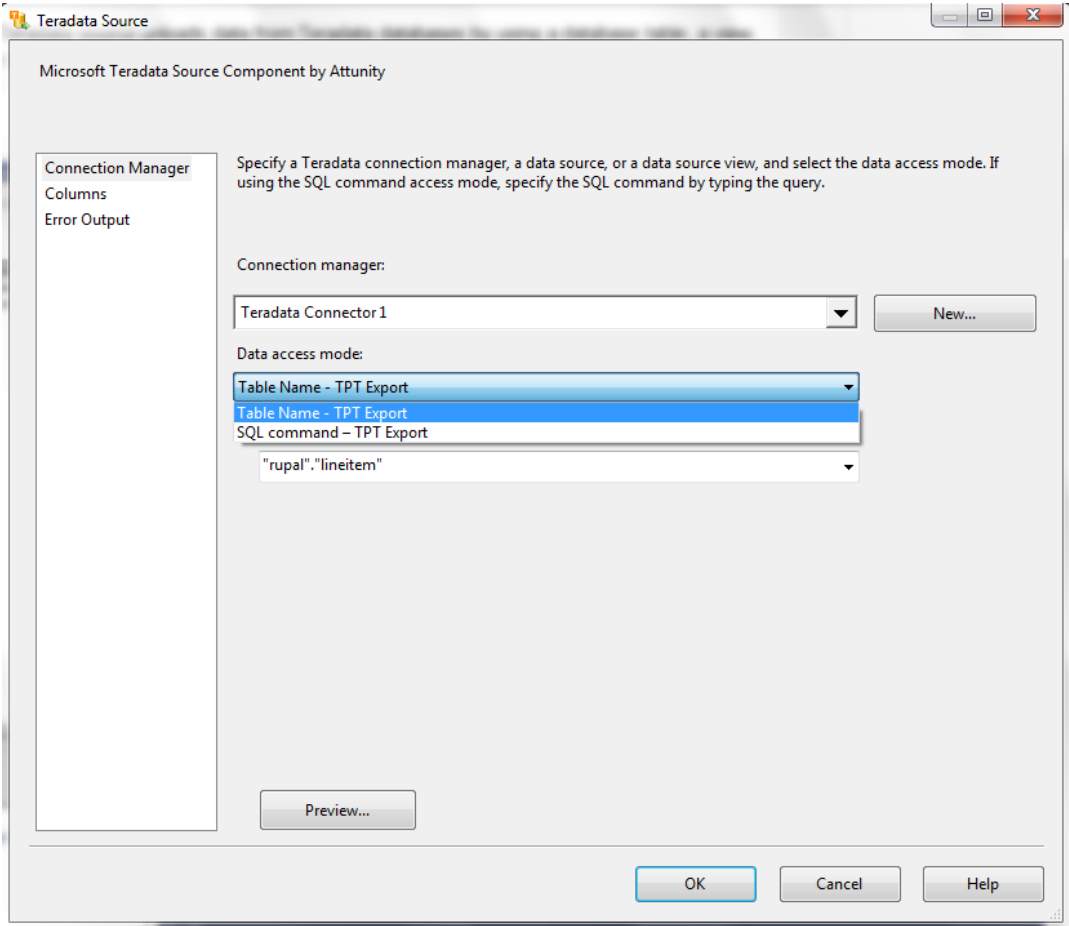 Teradata Source
Microsoft Teradata Source Component by Attunity
Connection Manager
Columns
Error Output
Specify a Teradata connection manager, a data source, or a data source view, and select the data access mode. If
using the SQL command access mode, specify the SQL command by typing the query.
Connection manager:
Teradata Connector 1
New...
Data access mode:
Table Name - TPT Export
Table Name - TPT Export
SQL command – TPT Export
"rupal"."lineitem"
Preview...
OK
Cancel
Help